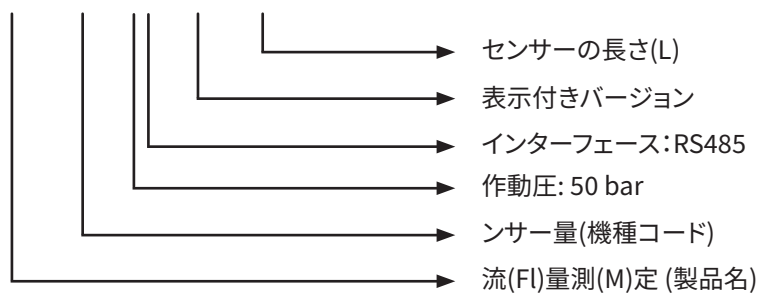 センサーの長さ(L)
表示付きバージョン
インターフェース：RS485
作動圧: 50 bar
ンサー量(機種コード)
流(Fl)量測(M)定 (製品名)